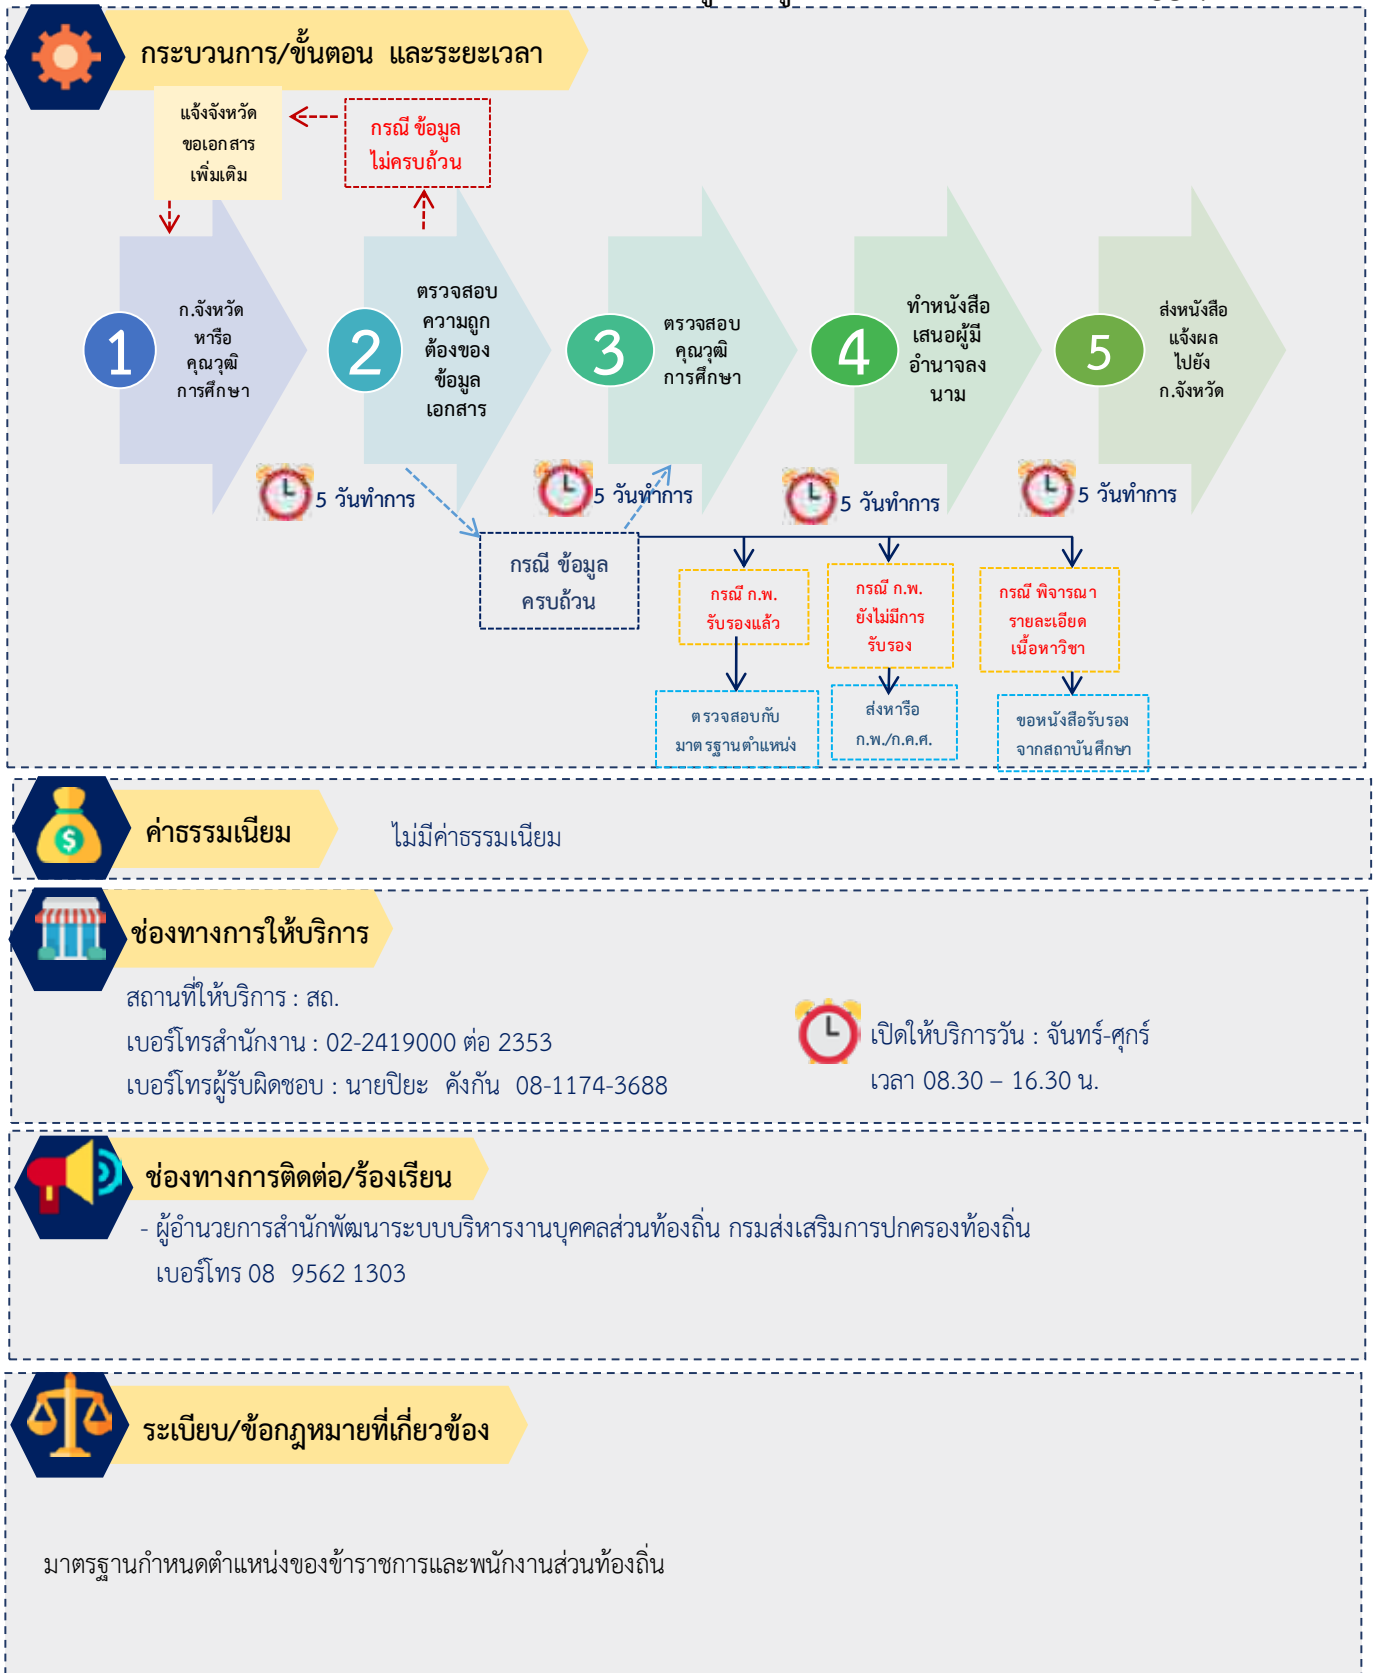 กระบวนการ/ขั้นตอน และระยะเวลา
แจ้งจังหวัด
ขอเอกสาร
เพิ่มเติม
กรณี ข้อมูล
ไม่ครบถ้วน
1
ก.จังหวัด
หารือ
คุณวุฒิ
การศึกษา
2
ตรวจสอบ
ความถูก
ต้องของ
ข้อมูล
เอกสาร
3
ตรวจสอบ
คุณวุฒิ
การศึกษา
4
ทำหนังสือ
เสนอผู้มี
อำนาจลง
นาม
5
ส่งหนังสือ
แจ้งผล
ไปยัง
ก.จังหวัด
5 วันทำการ
5 วันทำการ
5 วันทำการ
5 วันทำการ
กรณี ข้อมูล
ครบถ้วน
กรณี ก.พ.
รับรองแล้ว
กรณี ก.พ.
ยังไม่มีการ
รับรอง
กรณี พิจารณา
รายละเอียด
เนื้อหาวิชา
ตรวจสอบกับ
มาตรฐานตำแหน่ง
ส่งหารือ
ก.พ./ก.ค.ศ.
ขอหนังสือรับรอง
จากสถาบันศึกษา
ค่าธรรมเนียม
ไม่มีค่าธรรมเนียม
ช่องทางการให้บริการ
สถานที่ให้บริการ : สถ.
เบอร์โทรสำนักงาน : 02-2419000 ต่อ 2353
เบอร์โทรผู้รับผิดชอบ : นายปิยะ คังกัน 08-1174-3688
เปิดให้บริการวัน : จันทร์-ศุกร์
เวลา 08.30 – 16.30 น.
ช่องทางการติดต่อ/ร้องเรียน
- ผู้อำนวยการสำนักพัฒนาระบบบริหารงานบุคคลส่วนท้องถิ่น กรมส่งเสริมการปกครองท้องถิ่น
เบอร์โทร 08 9562 1303
ระเบียบ/ข้อกฎหมายที่เกี่ยวข้อง
มาตรฐานกำหนดตำแหน่งของข้าราชการและพนักงานส่วนท้องถิ่น